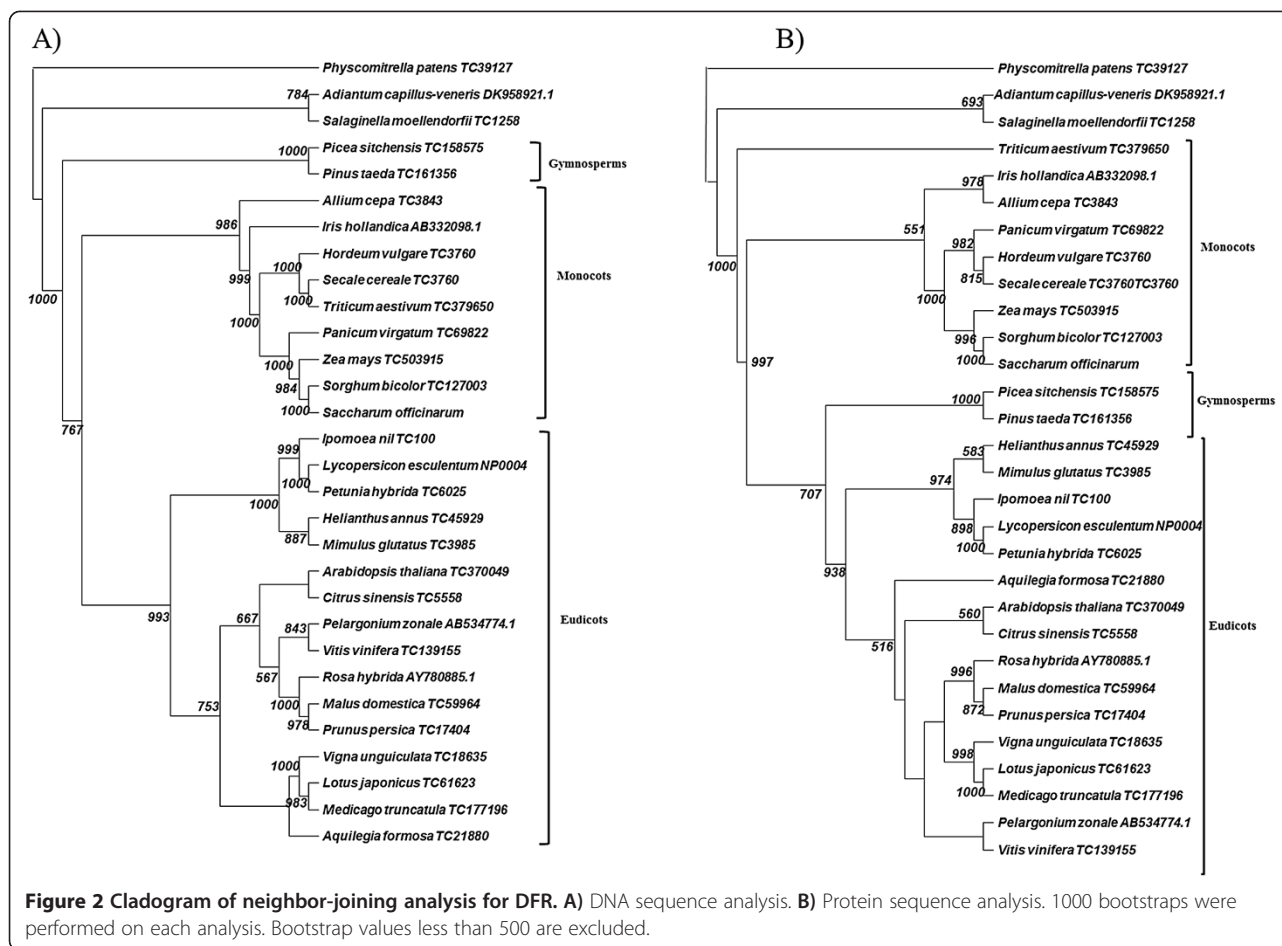 A)
Physcomitrella patens TC39127
784
Adiantum capillus-veneris DK958921.1
Salaginella moellendorfii TC1258
1000
Picea sitchensis TC158575
Pinus taeda TC161356
Gymnosperms
986
Allium cepa TC3843
Iris hollandica AB332098.1
999
1000
Hordeum vulgare TC3760
Secale cereale TC3760
1000
Triticum aestivum TC379650
1000
1000
Panicum virgatum TC69822
1000
Zea mays TC503915
984
Sorghum bicolor TC127003
1000
Saccharum officinarum
Monocots
767
999
Ipomoea nil TC100
Lycopersicon esculentum NP0004
1000
Petunia hybrida TC6025
1000
Helianthus annus TC45929
887
Mimulus glutatus TC3985
Arabidopsis thaliana TC370049
Citrus sinensis TC5558
993
667
843
Pelargonium zonale AB534774.1
Vitis vinifera TC139155
567
Rosa hybrida AY780885.1
1000
Malus domestica TC59964
978
Prunus persica TC17404
753
1000
Vigna unguiculata TC18635
Lotus japonicus TC61623
983
Medicago truncatula TC177196
Aquilegia formosa TC21880
Eudicots
B)
Physcomitrella patens TC39127
693
Adiantum capillus-veneris DK958921.1
Salaginella moellendorfii TC1258
Triticum aestivum TC379650
978
Iris hollandica AB332098.1
Allium cepa TC3843
551
982
Panicum virgatum TC69822
Hordeum vulgare TC3760
815
Secale cereale TC3760TC3760
1000
1000
Zea mays TC503915
996
Sorghum bicolor TC127003
1000
Saccharum officinarum
Monocots
997
1000
Picea sitchensis TC158575
Pinus taeda TC161356
Gymnosperms
583
Helianthus annus TC45929
974
Mimulus glutatus TC3985
707
Ipomoea nil TC100
898
Lycopersicon esculentum NP0004
1000
Petunia hybrida TC6025
938
Aquilegia formosa TC21880
560
Arabidopsis thaliana TC370049
Citrus sinensis TC5558
516
996
Rosa hybrida AY780885.1
Malus domestica TC59964
872
Prunus persica TC17404
998
Vigna unguiculata TC18635
Lotus japonicus TC61623
1000
Medicago truncatula TC177196
Pelargonium zonale AB534774.1
Vitis vinifera TC139155
Eudicots
Figure 2 Cladogram of neighbor-joining analysis for DFR. A) DNA sequence analysis. B) Protein sequence analysis. 1000 bootstraps were
performed on each analysis. Bootstrap values less than 500 are excluded.